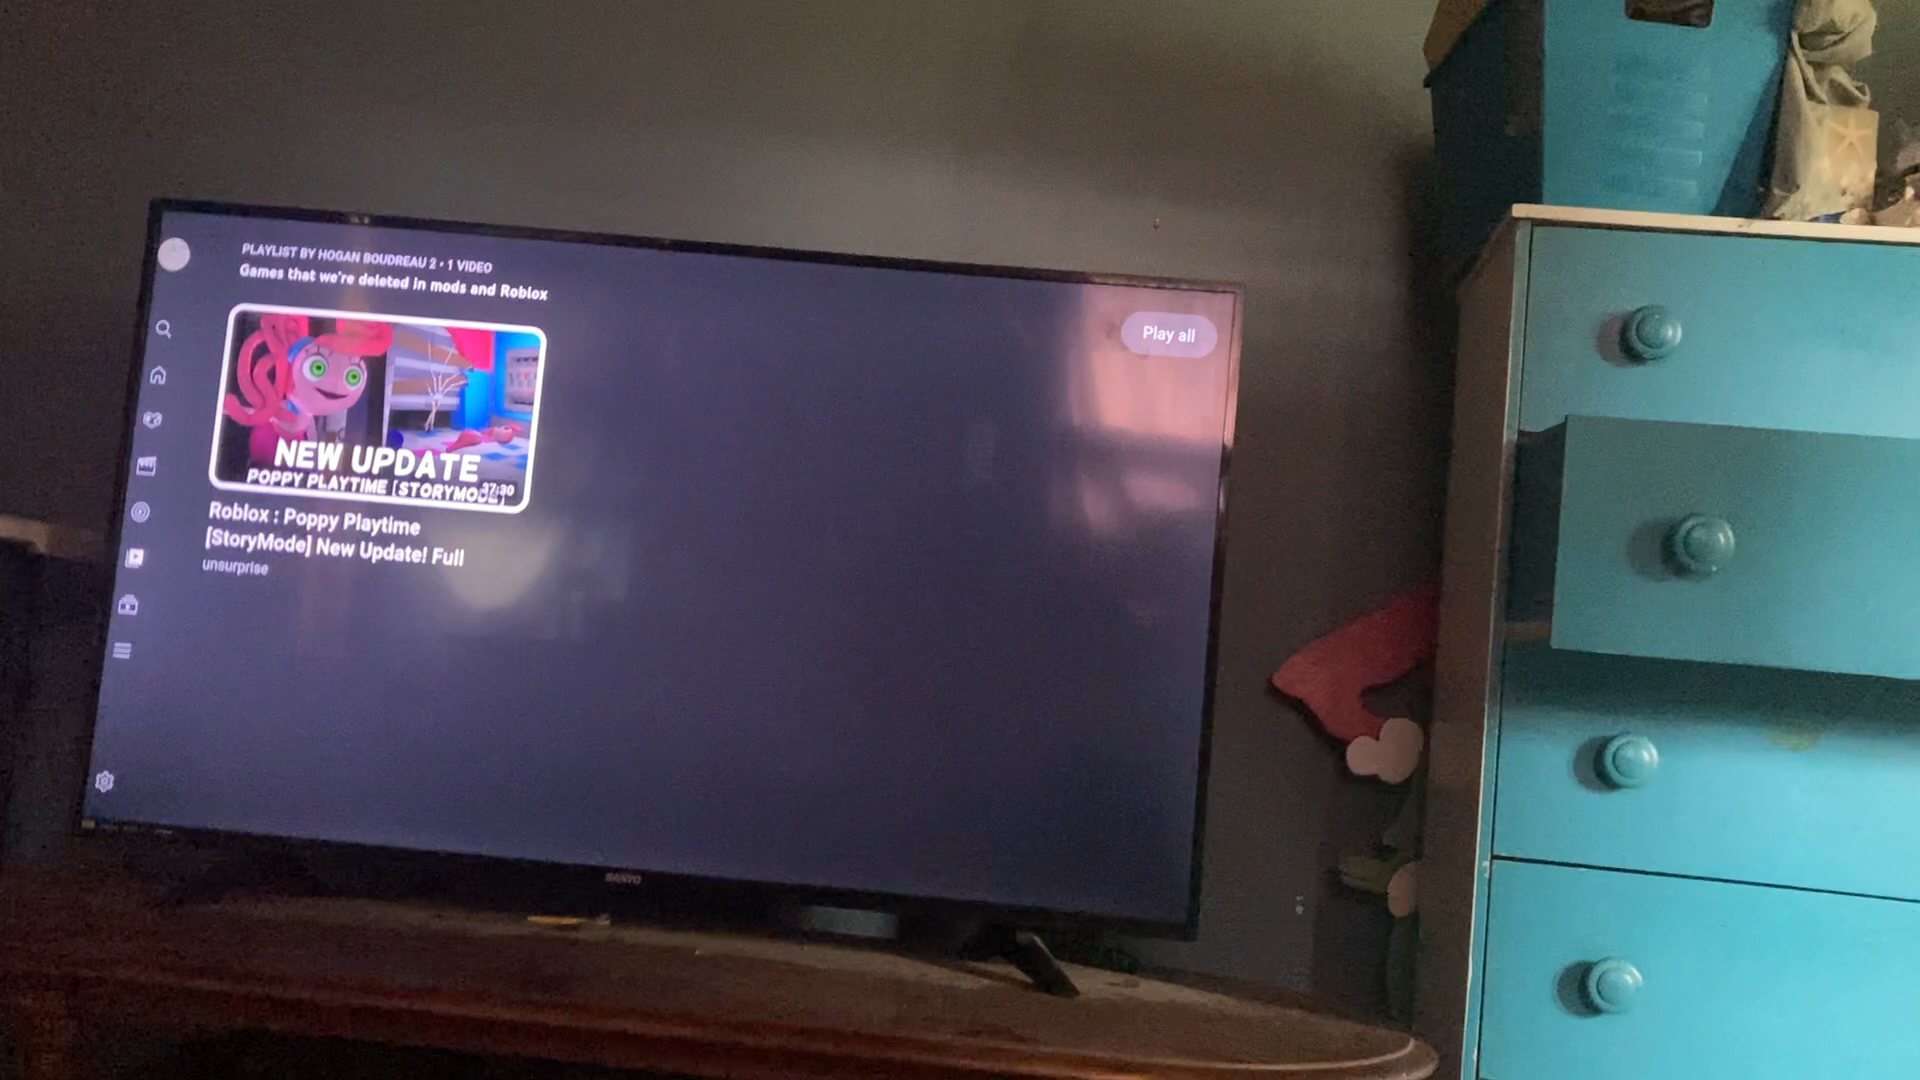 PLAYLIST BY HOGAN BOUDREAU 2 • 1 VIDEO
Games that we're deleted in mods and Roblox
Play all
NEW UPDATE
POPPY PLAYTIME [STORYMODE]
37:30
Roblox : Poppy Playtime
[StoryMode] New Update! Full
unsurprise
SANYO